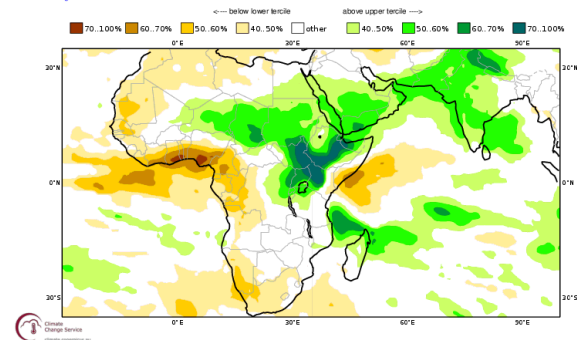 <---- below lower tercile
above upper tercile ---->
70..100%
60..70%
50..60%
40..50%
other
40..50%
50..60%
60..70%
70..100%
0°E
30°E
60°E
90°E
30°N
30°N
0°N
0°N
30°S
30°S
0°E
30°E
60°E
90°E
Climate
Change Service